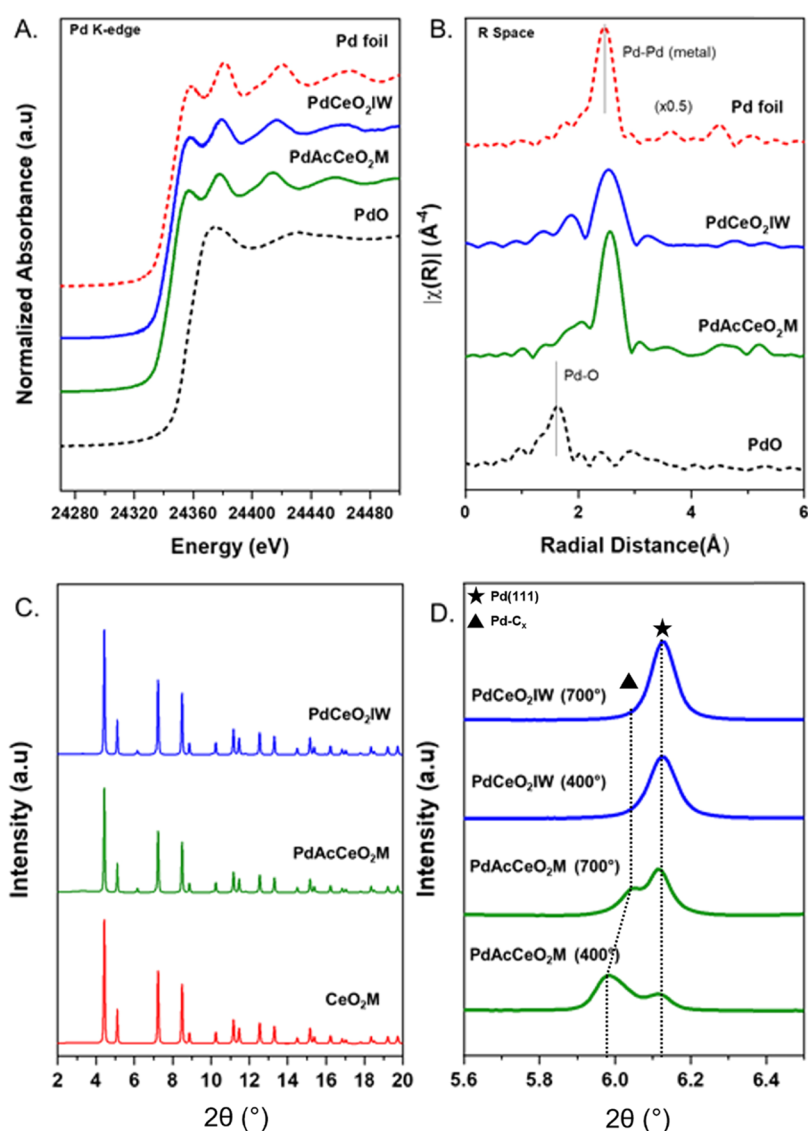 A.
Pd K-edge
Pd foil
PdCeO₂IW
PdAcCeO₂M
PdO
Normalized Absorbance (a.u)
24280 24320 24360 24400 24440 24480
Energy (eV)
B.
R Space
Pd-Pd (metal)
(x0.5)
Pd foil
PdCeO₂IW
PdAcCeO₂M
Pd-O
PdO
|χ(R)| (Å⁻⁴)
0 2 4 6
Radial Distance(Å)
C.
PdCeO₂IW
PdAcCeO₂M
CeO₂M
Intensity (a.u)
2 4 6 8 10 12 14 16 18 20
2θ (°)
D.
★ Pd(111)
▲ Pd-Cₓ
PdCeO₂IW (700°)
PdCeO₂IW (400°)
PdAcCeO₂M (700°)
PdAcCeO₂M (400°)
Intensity (a.u)
5.6 6.0 6.2 6.4
2θ (°)